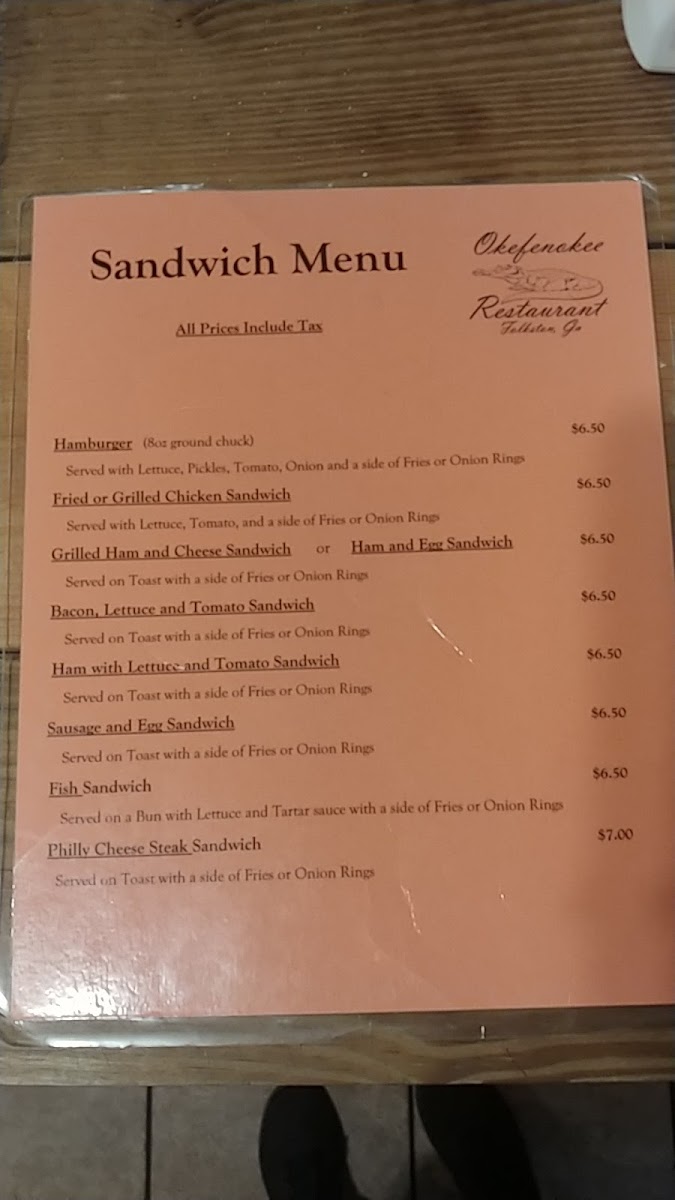 Sandwich Menu
Okefenokee
Restaurant
Folkston, Ga
All Prices Include Tax
Hamburger (8oz ground chuck) $6.50
Served with Lettuce, Pickles, Tomato, Onion and a side of Fries or Onion Rings
Fried or Grilled Chicken Sandwich $6.50
Served with Lettuce, Tomato, and a side of Fries or Onion Rings
Grilled Ham and Cheese Sandwich or Ham and Egg Sandwich $6.50
Served on Toast with a side of Fries or Onion Rings
Bacon, Lettuce and Tomato Sandwich $6.50
Served on Toast with a side of Fries or Onion Rings
Ham with Lettuce and Tomato Sandwich $6.50
Served on Toast with a side of Fries or Onion Rings
Sausage and Egg Sandwich $6.50
Served on Toast with a side of Fries or Onion Rings
Fish Sandwich $6.50
Served on a Bun with Lettuce and Tartar sauce with a side of Fries or Onion Rings
Philly Cheese Steak Sandwich $7.00
Served on Toast with a side of Fries or Onion Rings